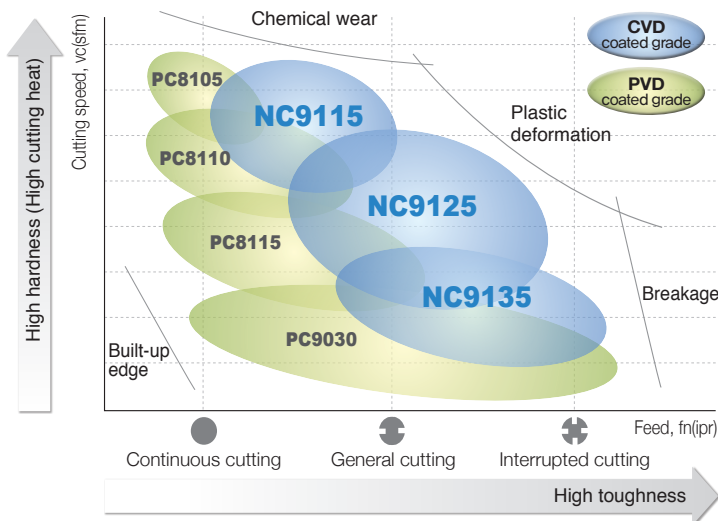 High hardness (High cutting heat)
Cutting speed, vc(sfm)
Chemical wear
CVD
coated grade
PVD
coated grade
PC8105
NC9115
Plastic
deformation
PC8110
NC9125
PC8115
NC9135
Breakage
PC9030
Built-up
edge
Feed, fn(ipr)
Continuous cutting
General cutting
Interrupted cutting
High toughness